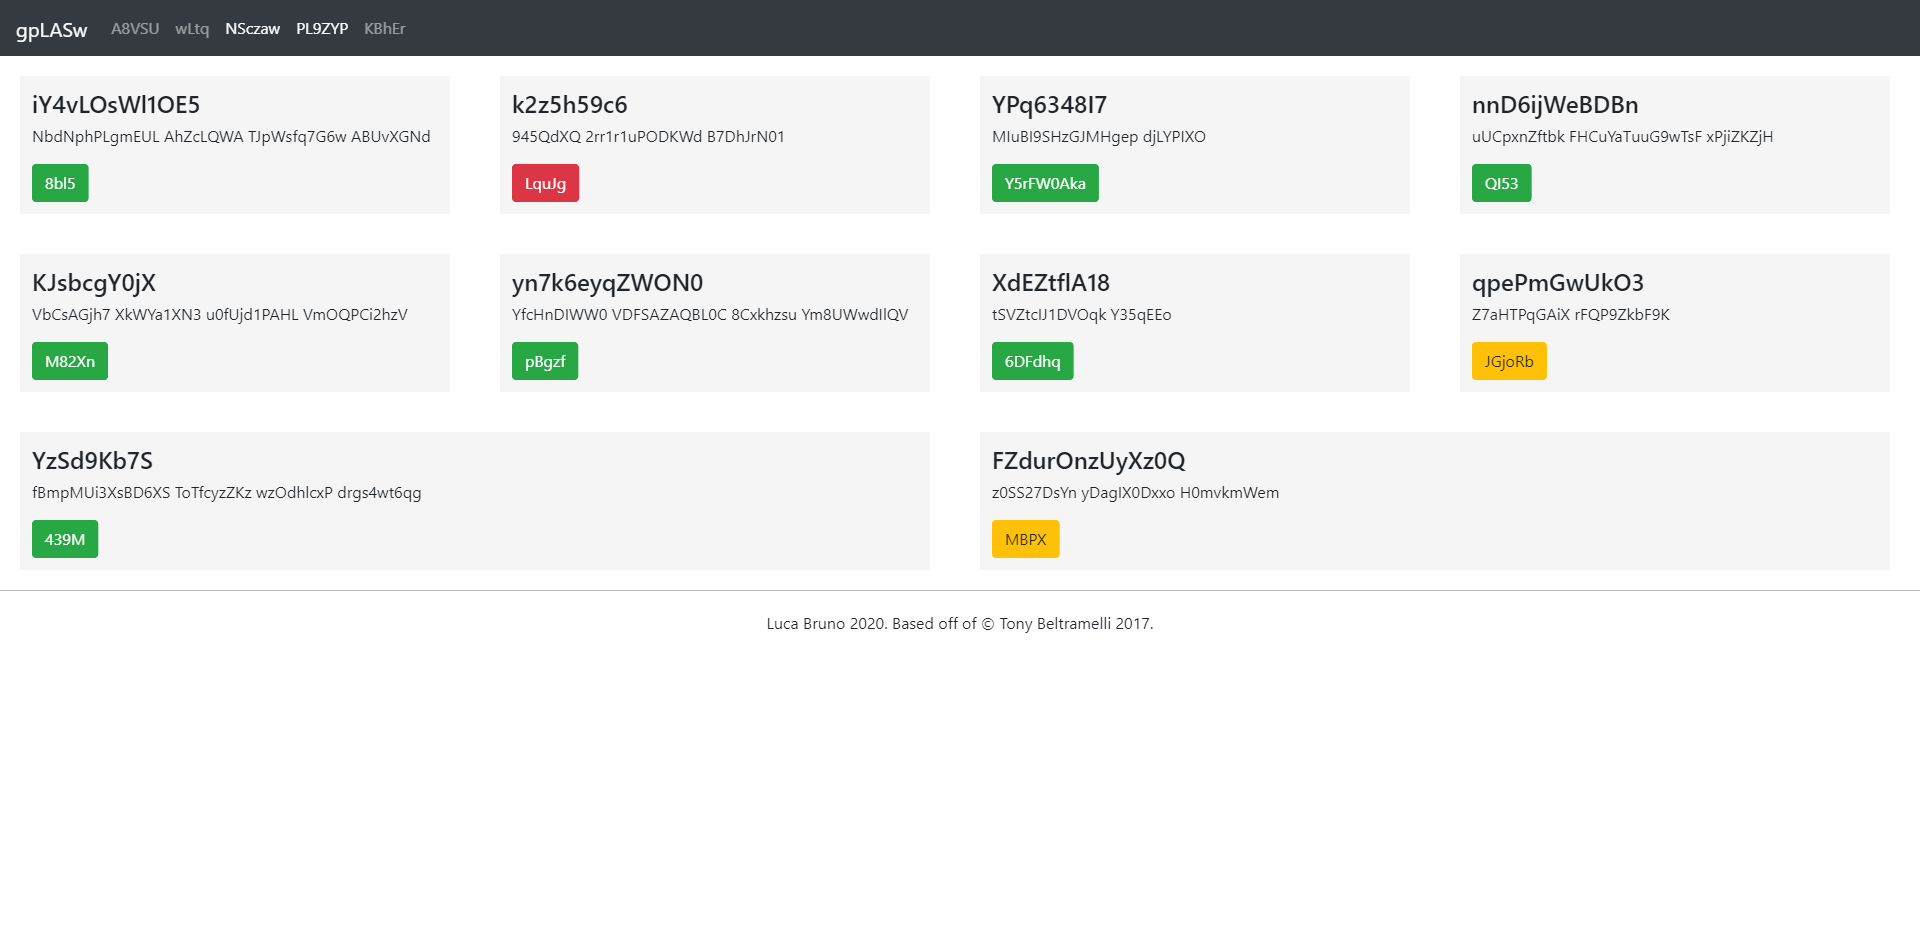 gpLASw A8VSU wLtq NSczaw PL9ZYP KBhEr
iY4vLOsWl1OE5
NbdNphPLgmEUL AhZcLQWA TJpWsfq7G6w ABUvXGNd
8bl5
k2z5h59c6
945QdXQ 2rr1r1uPODKWd B7DhJrN01
LquJg
YPq6348I7
MIuBI9SHzGJMHgep djLYPIXO
Y5rFW0Aka
nnD6ijWeBDBn
uUCpxnZftbk FHCuYaTuuG9wTsF xPjiZKZjH
QI53
KJsbcgY0jX
VbCsAGjh7 XkWYa1XN3 u0fUjd1PAHL VmOQPCi2hzV
M82Xn
yn7k6eyqZWON0
YfcHnDIWW0 VDFSAZAQBL0C 8Cxkhzsu Ym8UWwdIlQV
pBgzf
XdEZtflA18
tSVZtcIJ1DVOqk Y35qEEo
6DFdhq
qpePmGwUkO3
Z7aHTPqGAiX rFQP9ZkbF9K
JGjoRb
YzSd9Kb7S
fBmpMUi3XsBD6XS ToTfcyzZKz wzOdhlcxP drgs4wt6qg
439M
FZdurOnzUyXz0Q
z0SS27DsYn yDagIX0Dxxo H0mvkmWem
MBPX
Luca Bruno 2020. Based off of © Tony Beltramelli 2017.